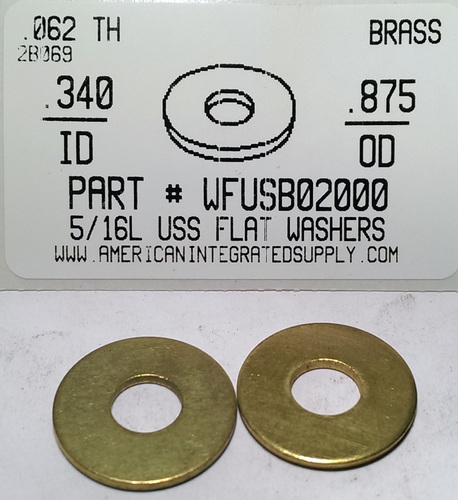 .062 TH BRASS
2B069
.340 .875
ID OD
PART # WFUSB02000
5/16L USS FLAT WASHERS
WWW.AMERICANINTEGRATEDSUPPLY.COM